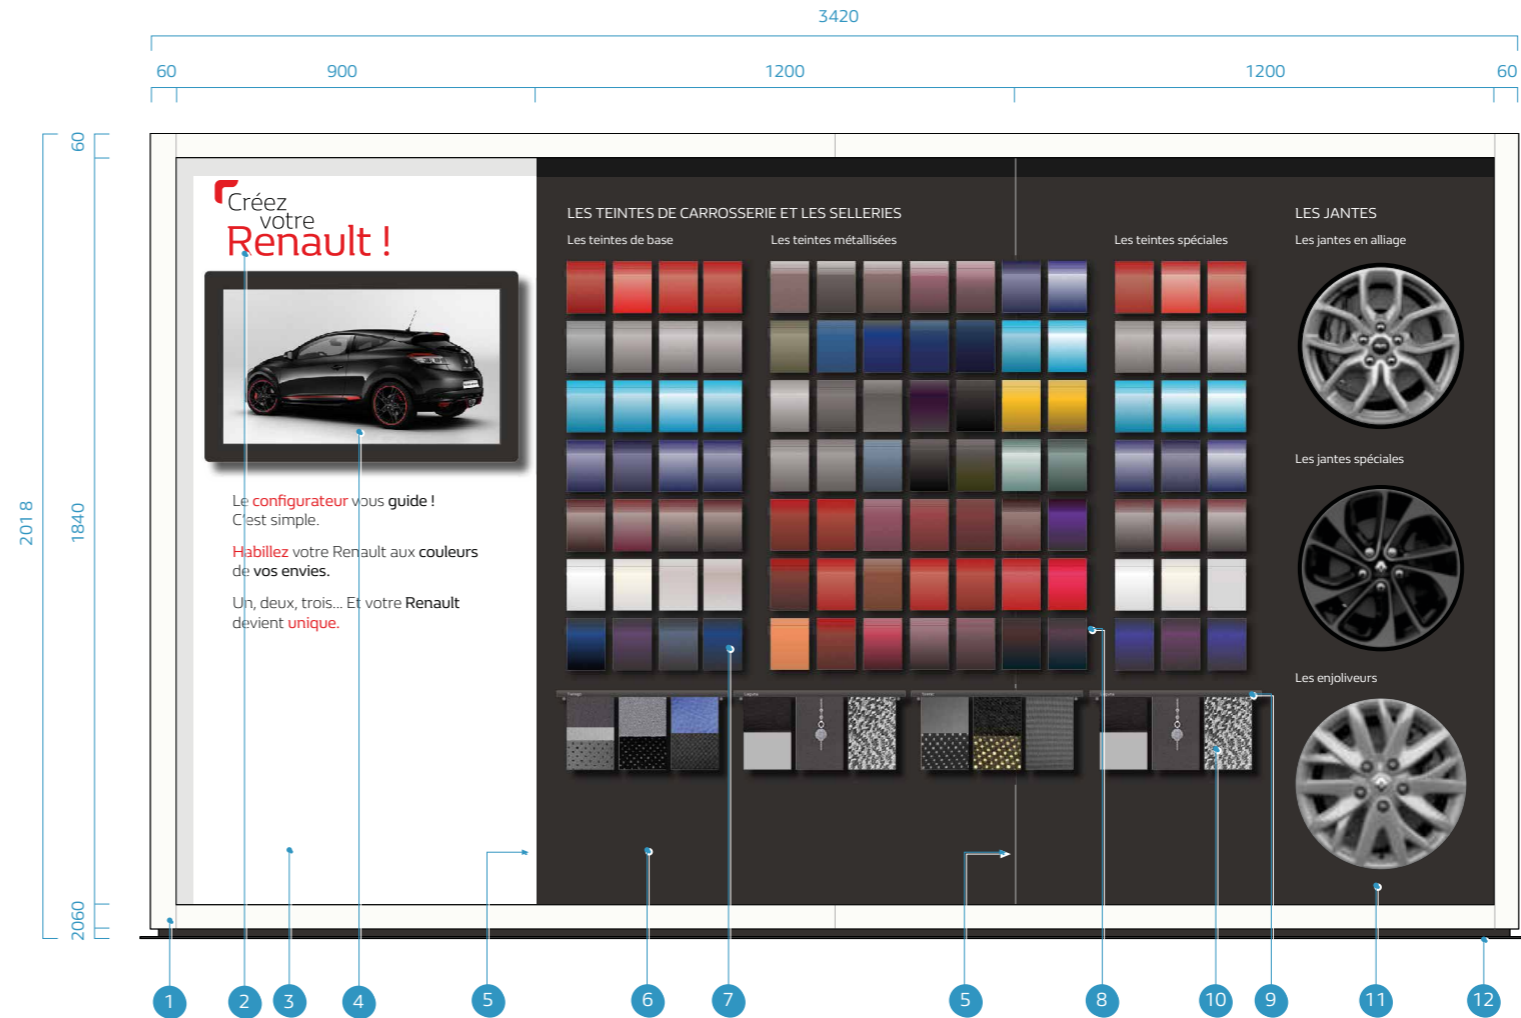 3420
60
900
1200
1200
60
2018
60
1840
2060
Créez
votre
Renault !
Le configurateur vous guide !
C'est simple.
Habillez votre Renault aux couleurs
de vos envies.
Un, deux, trois... Et votre Renault
devient unique.
LES TEINTES DE CARROSSERIE ET LES SELLERIES
Les teintes de base
Les teintes métallisées
Les teintes spéciales
LES JANTES
Les jantes en alliage
Les jantes spéciales
Les enjoliveurs
1
2
3
4
5
6
7
5
8
10
9
11
12